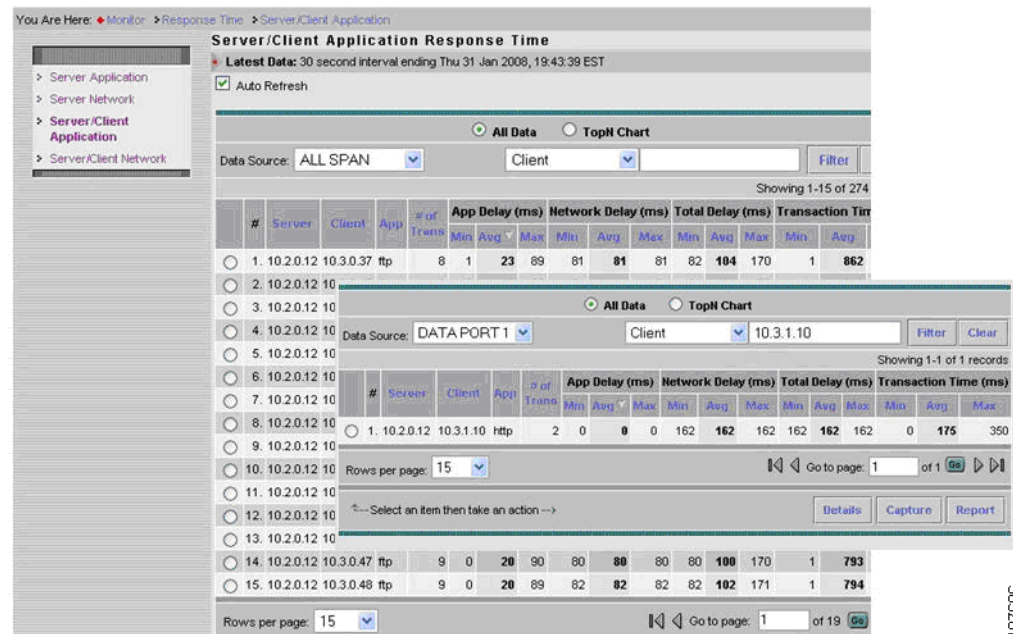 You Are Here: Monitor > Response Time > Server/Client Application
Server/Client Application Response Time
Latest Data: 30 second interval ending Thu 31 Jan 2008, 19:43:39 EST
Auto Refresh
> Server Application
> Server Network
> Server/Client Application
> Server/Client Network
All Data TopN Chart
Data Source: ALL SPAN Client Filter
Showing 1-15 of 274
# Server Client App # of Trans App Delay (ms) Network Delay (ms) Total Delay (ms) Transaction Tim
Min Avg Max Min Avg Max Min Avg Max Min Avg
1. 10.2.0.12 10.3.0.37 ftp 8 1 23 89 81 81 81 82 104 170 1 862
2. 10.2.0.12 10
3. 10.2.0.12 10
4. 10.2.0.12 10
5. 10.2.0.12 10
6. 10.2.0.12 10
7. 10.2.0.12 10
8. 10.2.0.12 10
9. 10.2.0.12 10
10. 10.2.0.12 10
11. 10.2.0.12 10
12. 10.2.0.12 10
13. 10.2.0.12 10
14. 10.2.0.12 10.3.0.47 ftp 9 0 20 90 80 80 80 80 100 170 1 793
15. 10.2.0.12 10.3.0.48 ftp 9 0 20 89 82 82 82 82 102 171 1 794
Rows per page: 15 Go to page: 1 of 19 Go
All Data TopN Chart
Data Source: DATA PORT 1 Client 10.3.1.10 Filter Clear
Showing 1-1 of 1 records
# Server Client App # of Trans App Delay (ms) Network Delay (ms) Total Delay (ms) Transaction Time (ms)
Min Avg Max Min Avg Max Min Avg Max Min Avg Max
1. 10.2.0.12 10.3.1.10 http 2 0 0 0 162 162 162 162 162 162 0 175 350
Rows per page: 15 Go to page: 1 of 1 Go
Select an item then take an action --> Details Capture Report